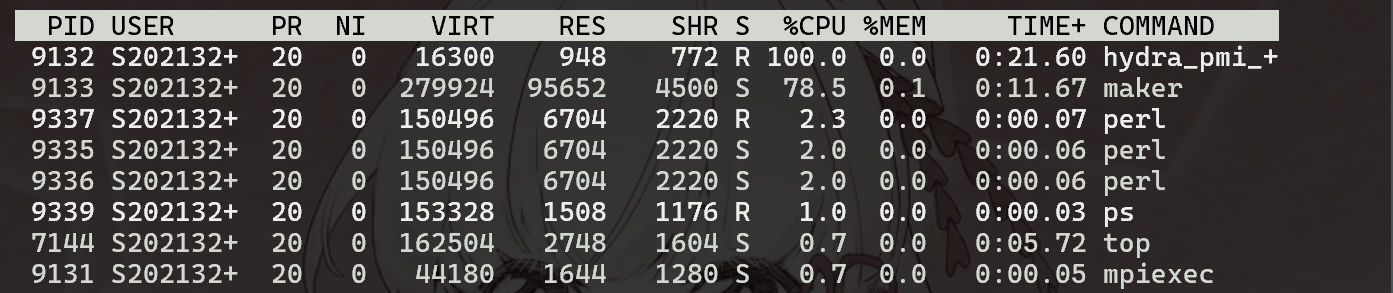 PID USER PR NI VIRT RES SHR S %CPU %MEM TIME+ COMMAND
9132 S202132+ 20 0 16300 948 772 R 100.0 0.0 0:21.60 hydra_pmi_+
9133 S202132+ 20 0 279924 95652 4500 S 78.5 0.1 0:11.67 maker
9337 S202132+ 20 0 150496 6704 2220 R 2.3 0.0 0:00.07 perl
9335 S202132+ 20 0 150496 6704 2220 S 2.0 0.0 0:00.06 perl
9336 S202132+ 20 0 150496 6704 2220 S 2.0 0.0 0:00.06 perl
9339 S202132+ 20 0 153328 1508 1176 R 1.0 0.0 0:00.03 ps
7144 S202132+ 20 0 162504 2748 1604 S 0.7 0.0 0:05.72 top
9131 S202132+ 20 0 44180 1644 1280 S 0.7 0.0 0:00.05 mpiexec